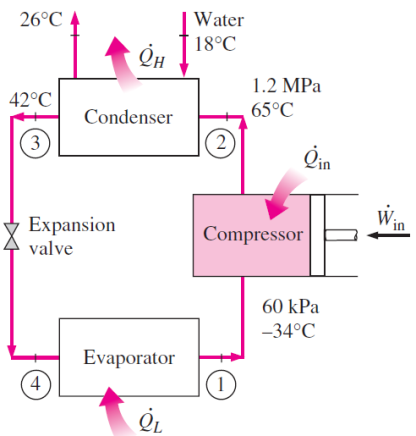 26°C
Water
18°C
Q̇H
1.2 MPa
65°C
42°C
Condenser
3
2
Q̇in
Expansion
valve
Compressor
Ẇin
60 kPa
–34°C
Evaporator
4
1
Q̇L